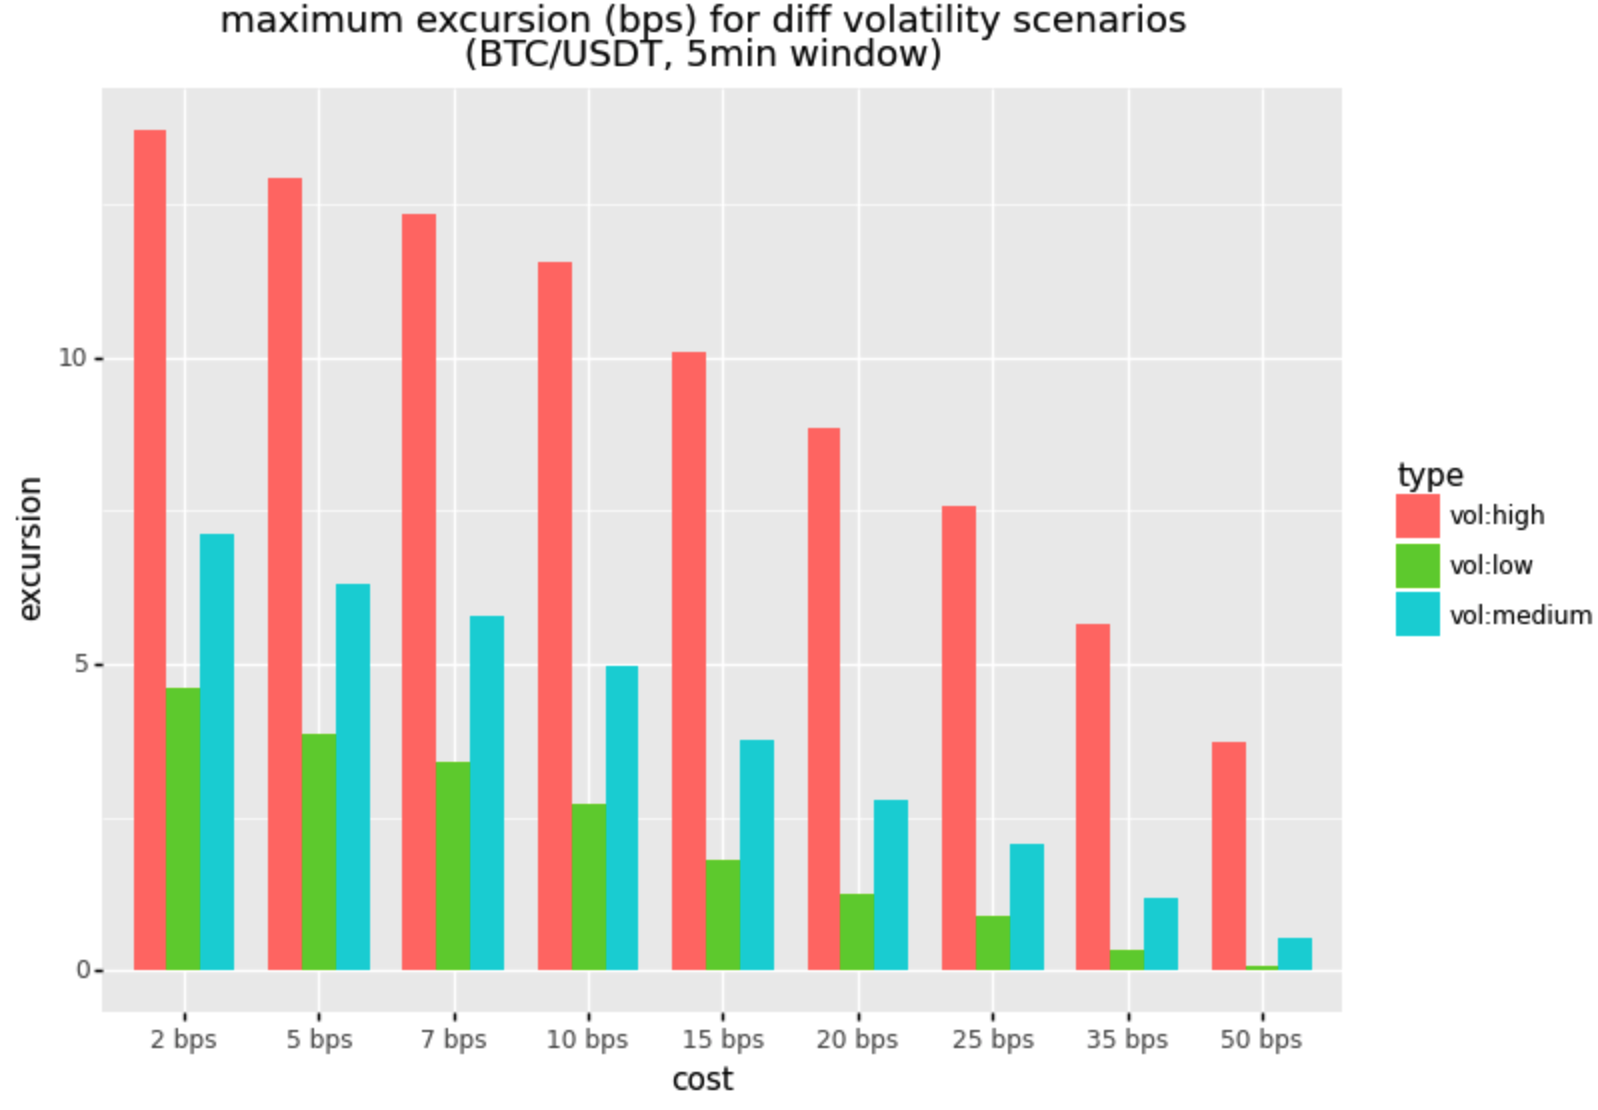 maximum excursion (bps) for diff volatility scenarios
(BTC/USDT, 5min window)
excursion
10
5
0
2 bps
5 bps
7 bps
10 bps
15 bps
20 bps
25 bps
35 bps
50 bps
cost
type
vol:high
vol:low
vol:medium